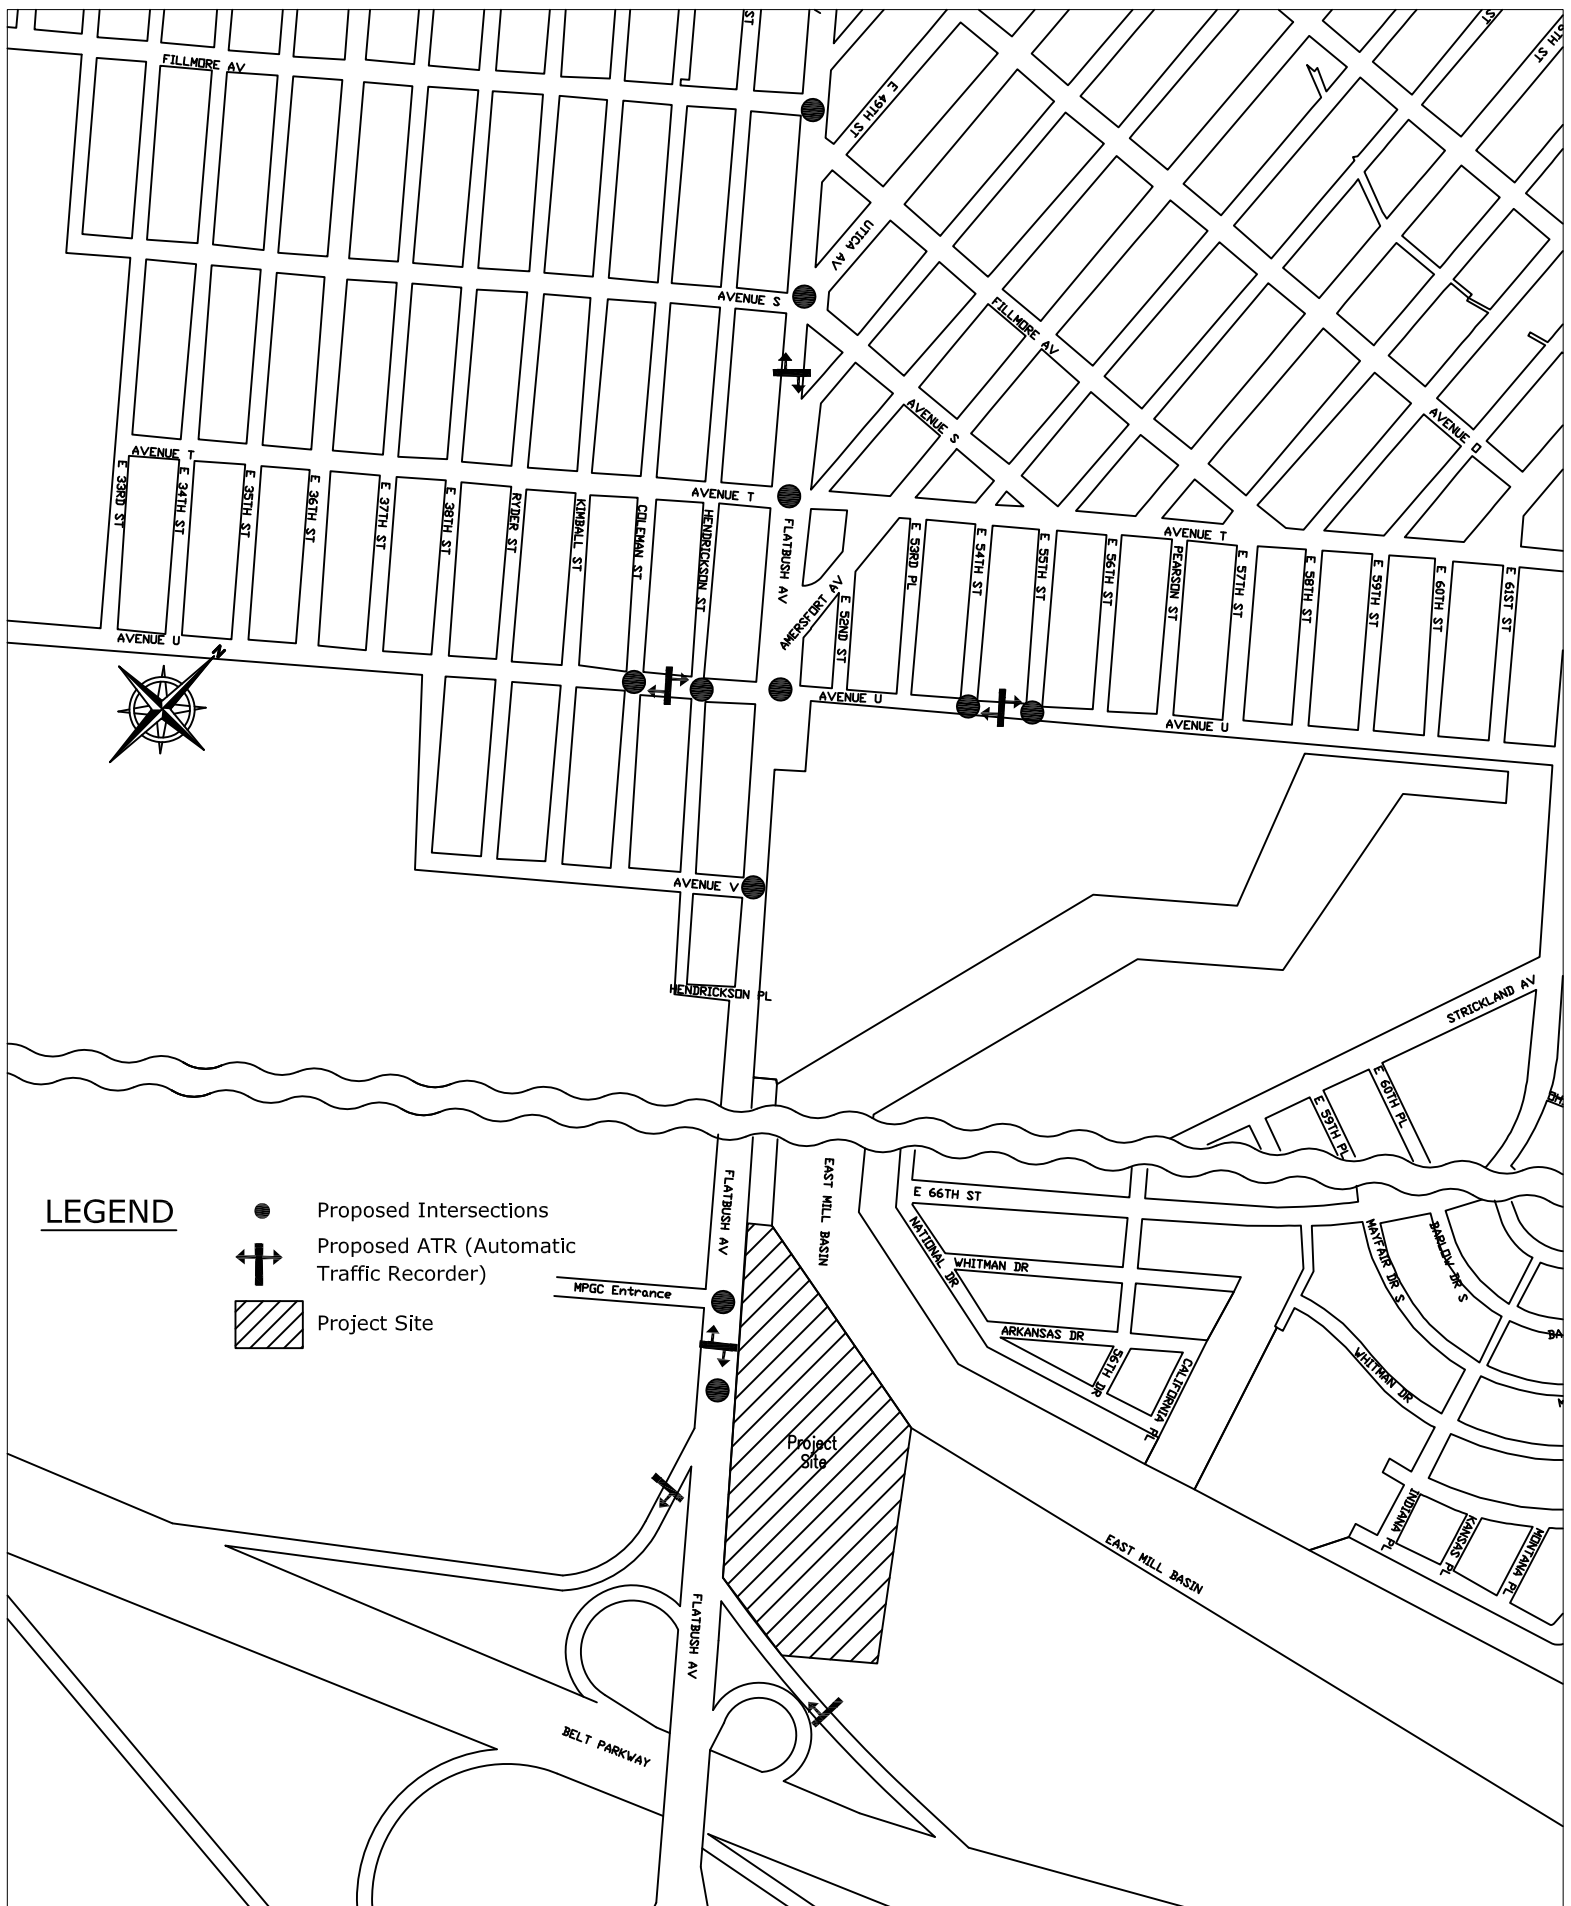 ST
ST
6TH ST
FILLMORE AV
E 49TH ST
UTICA AV
AVENUE S
FILLMORE AV
AVENUE S
AVENUE O
AVENUE T
AVENUE T
AVENUE T
E 33RD ST
E 34TH ST
E 35TH ST
E 36TH ST
E 37TH ST
E 38TH ST
RYDER ST
KIMBALL ST
COLEMAN ST
HENDRICKSON ST
FLATBUSH AV
AMERSFORT AV
E 52ND ST
E 53RD PL
E 54TH ST
E 55TH ST
E 56TH ST
PEARSON ST
E 57TH ST
E 58TH ST
E 59TH ST
E 60TH ST
E 61ST ST
AVENUE U
AVENUE U
AVENUE U
N
AVENUE V
HENDRICKSON PL
STRICKLAND AV
E 60TH PL
E 59TH PL
FLATBUSH AV
EAST MILL BASIN
E 66TH ST
NATIONAL DR
WHITMAN DR
MAYFAIR DR S
BARLOW DR S
BA
ARKANSAS DR
56TH DR
CALIFORNIA PL
WHITMAN DR
LEGEND
Proposed Intersections
Proposed ATR (Automatic
Traffic Recorder)
Project Site
MPGC Entrance
Project
Site
INDIANA PL
KANSAS PL
MONTANA PL
EAST MILL BASIN
FLATBUSH AV
BELT PARKWAY